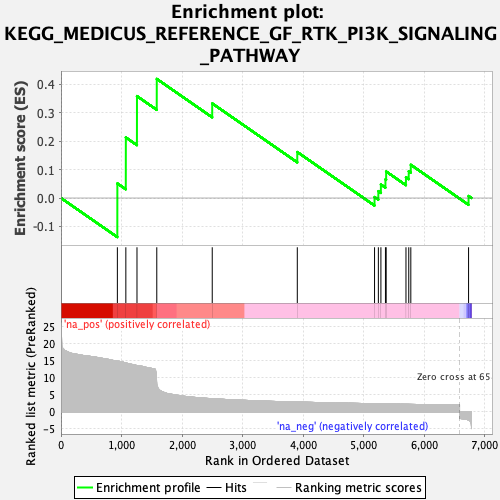 Enrichment plot:
KEGG_MEDICUS_REFERENCE_GF_RTK_PI3K_SIGNALING
_PATHWAY
Enrichment score (ES)
0.4
0.3
0.2
0.1
0.0
-0.1
'na_pos' (positively correlated)
Ranked list metric (PreRanked)
25
20
15
10
5
0
-5
Zero cross at 65
'na_neg' (negatively correlated)
0 1,000 2,000 3,000 4,000 5,000 6,000 7,000
Rank in Ordered Dataset
Enrichment profile Hits Ranking metric scores